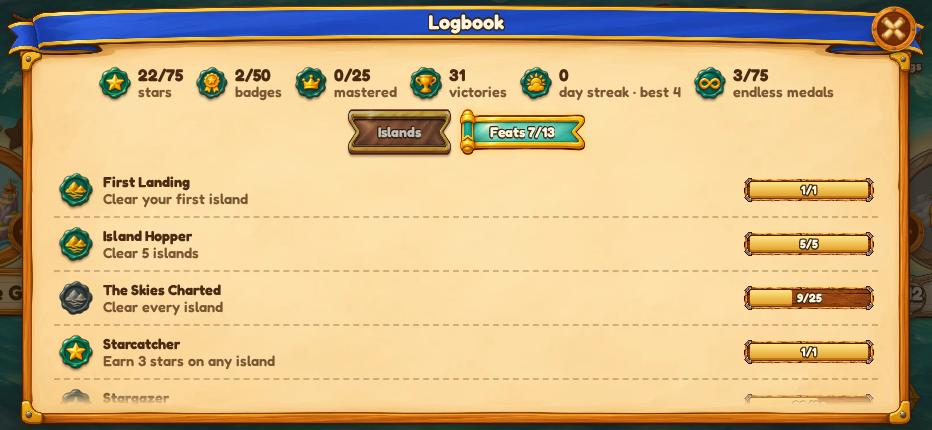 Logbook
22/75
stars
2/50
badges
0/25
mastered
31
victories
0
day streak · best 4
3/75
endless medals
Islands
Feats 7/13
First Landing
Clear your first island
1/1
Island Hopper
Clear 5 islands
5/5
The Skies Charted
Clear every island
9/25
Starcatcher
Earn 3 stars on any island
1/1
Stargazer